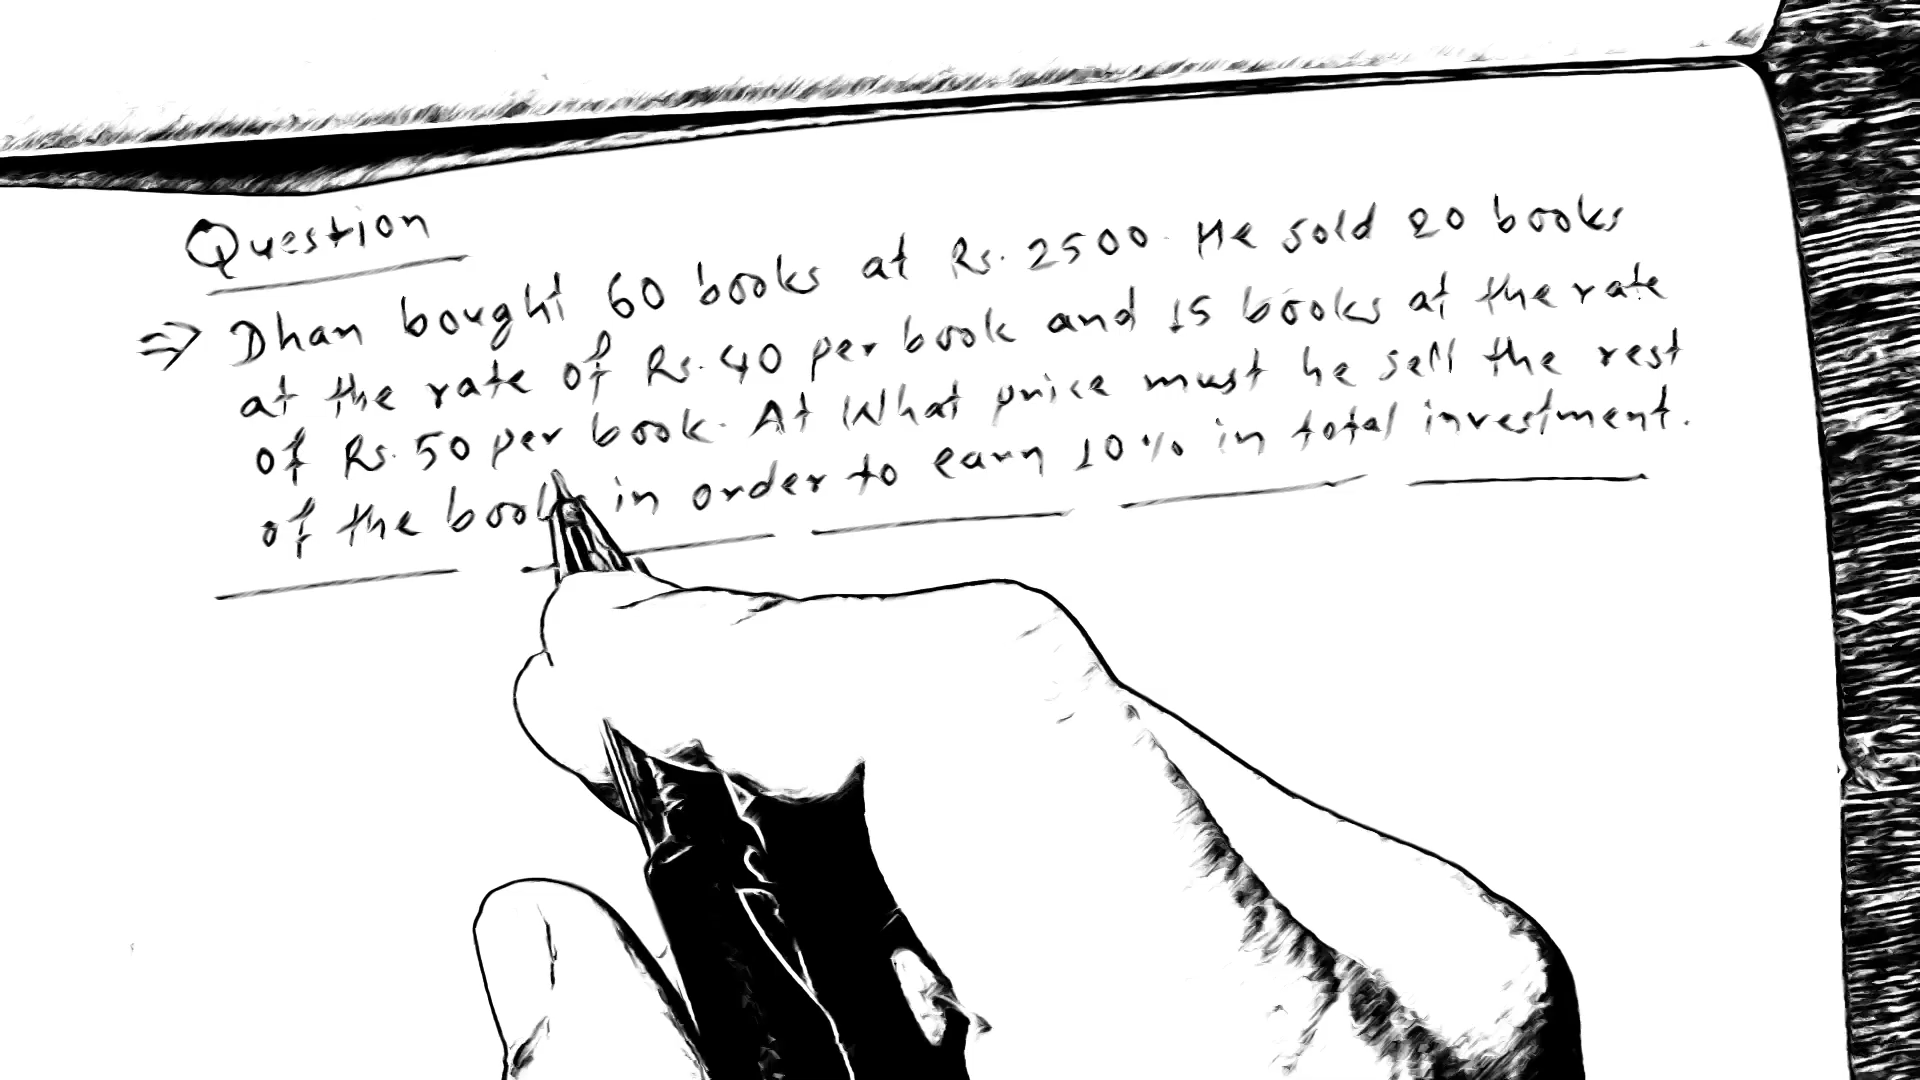 Question
⇒ Dhan bought 60 books at Rs. 2500. He sold 20 books
at the rate of Rs. 40 per book and 15 books at the rate
of Rs. 50 per book. At What price must he sell the rest
of the in order to earn 10% in total investment.